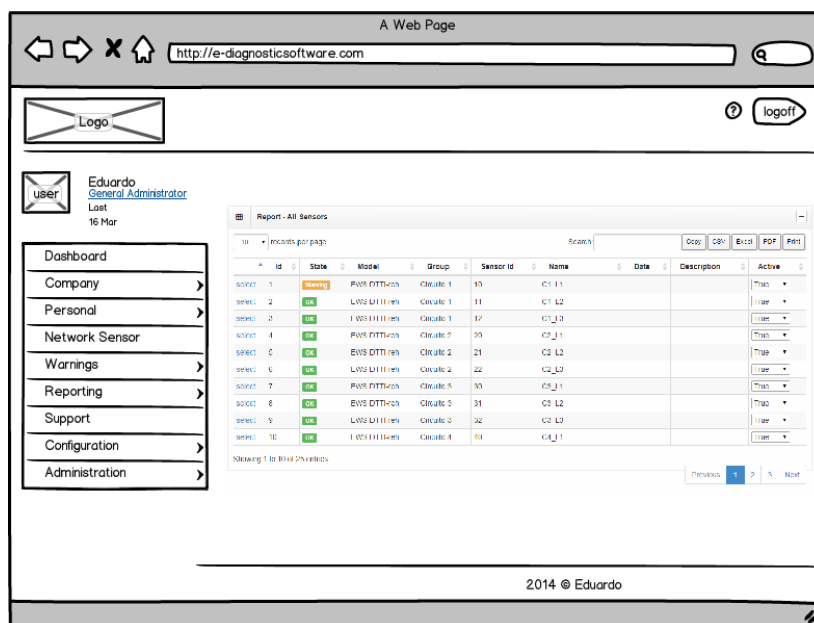 A Web Page
http://e-diagnosticsoftware.com
Logo
? logoff
user
Eduardo
General Administrator
Last
16 Mar
Dashboard
Company
Personal
Network Sensor
Warnings
Reporting
Support
Configuration
Administration
Report - All Sensors
10 records per page Search: Copy CSV Excel PDF Print
Id State Model Group Sensor Id Name Date Description Active
select 1 Warning EWS DTTI-reh Circuito 1 10 C1_L1 True
select 2 OK EWS DTTI-reh Circuito 1 11 C1_L2 True
select 3 OK EWS DTTI-reh Circuito 1 12 C1_L3 True
select 4 OK EWS DTTI-reh Circuito 2 20 C2_L1 True
select 5 OK EWS DTTI-reh Circuito 2 21 C2_L2 True
select 6 OK EWS DTTI-reh Circuito 2 22 C2_L3 True
select 7 OK EWS DTTI-reh Circuito 3 30 C3_L1 True
select 8 OK EWS DTTI-reh Circuito 3 31 C3_L2 True
select 9 OK EWS DTTI-reh Circuito 3 32 C3_L3 True
select 10 OK EWS DTTI-reh Circuito 4 40 C4_L1 True
Showing 1 to 10 of 25 entries
Previous 1 2 3 Next
2014 © Eduardo